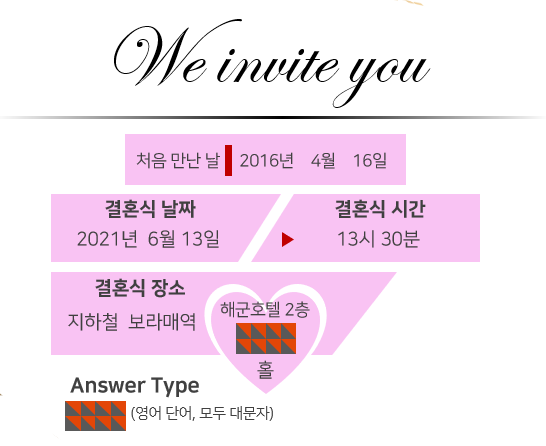 We invite you
처음 만난 날 2016년 4월 16일
결혼식 날짜
2021년 6월 13일
결혼식 시간
13시 30분
결혼식 장소
지하철 보라매역
해군호텔 2층
홀
Answer Type
(영어 단어, 모두 대문자)